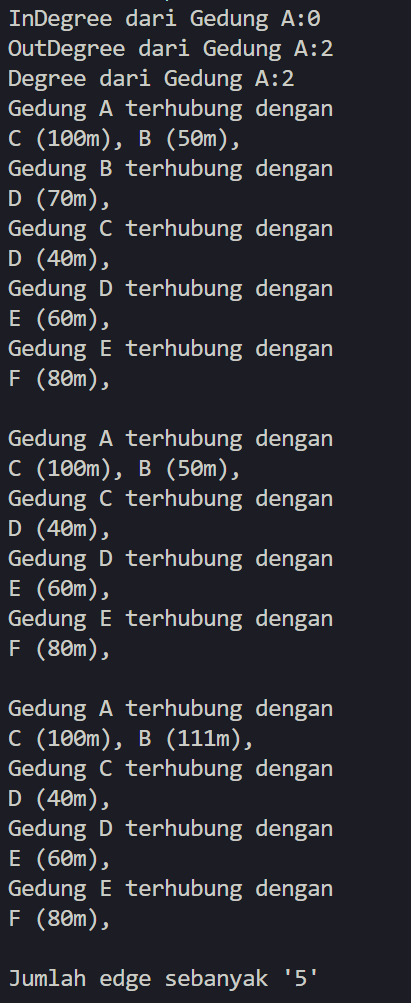 InDegree dari Gedung A:0
OutDegree dari Gedung A:2
Degree dari Gedung A:2
Gedung A terhubung dengan
C (100m), B (50m),
Gedung B terhubung dengan
D (70m),
Gedung C terhubung dengan
D (40m),
Gedung D terhubung dengan
E (60m),
Gedung E terhubung dengan
F (80m),

Gedung A terhubung dengan
C (100m), B (50m),
Gedung C terhubung dengan
D (40m),
Gedung D terhubung dengan
E (60m),
Gedung E terhubung dengan
F (80m),

Gedung A terhubung dengan
C (100m), B (111m),
Gedung C terhubung dengan
D (40m),
Gedung D terhubung dengan
E (60m),
Gedung E terhubung dengan
F (80m),

Jumlah edge sebanyak '5'